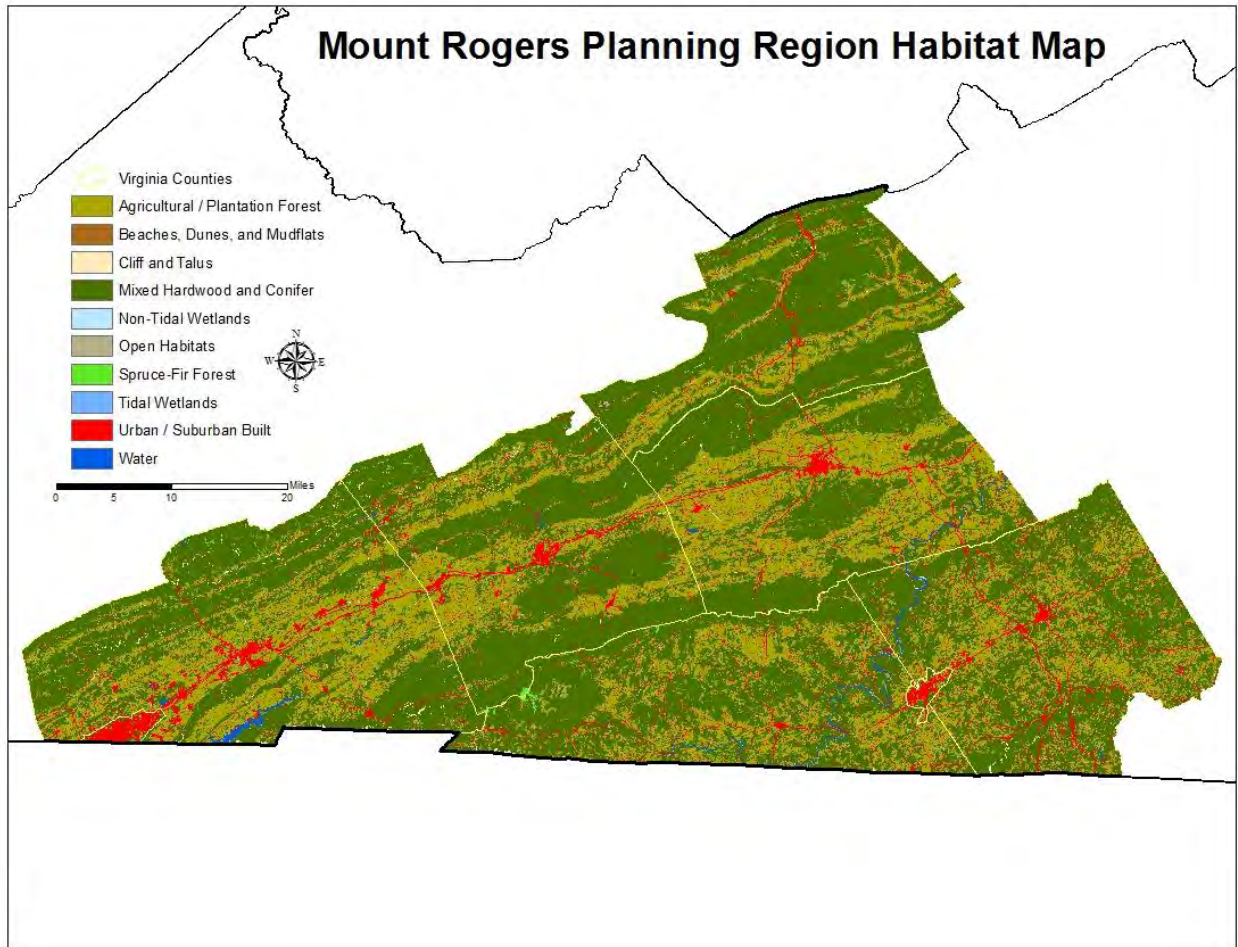 Mount Rogers Planning Region Habitat Map
Virginia Counties
Agricultural / Plantation Forest
Beaches, Dunes, and Mudflats
Cliff and Talus
Mixed Hardwood and Conifer
Non-Tidal Wetlands
Open Habitats
Spruce-Fir Forest
Tidal Wetlands
Urban / Suburban Built
Water
N
W E
S
Miles
0 5 10 20